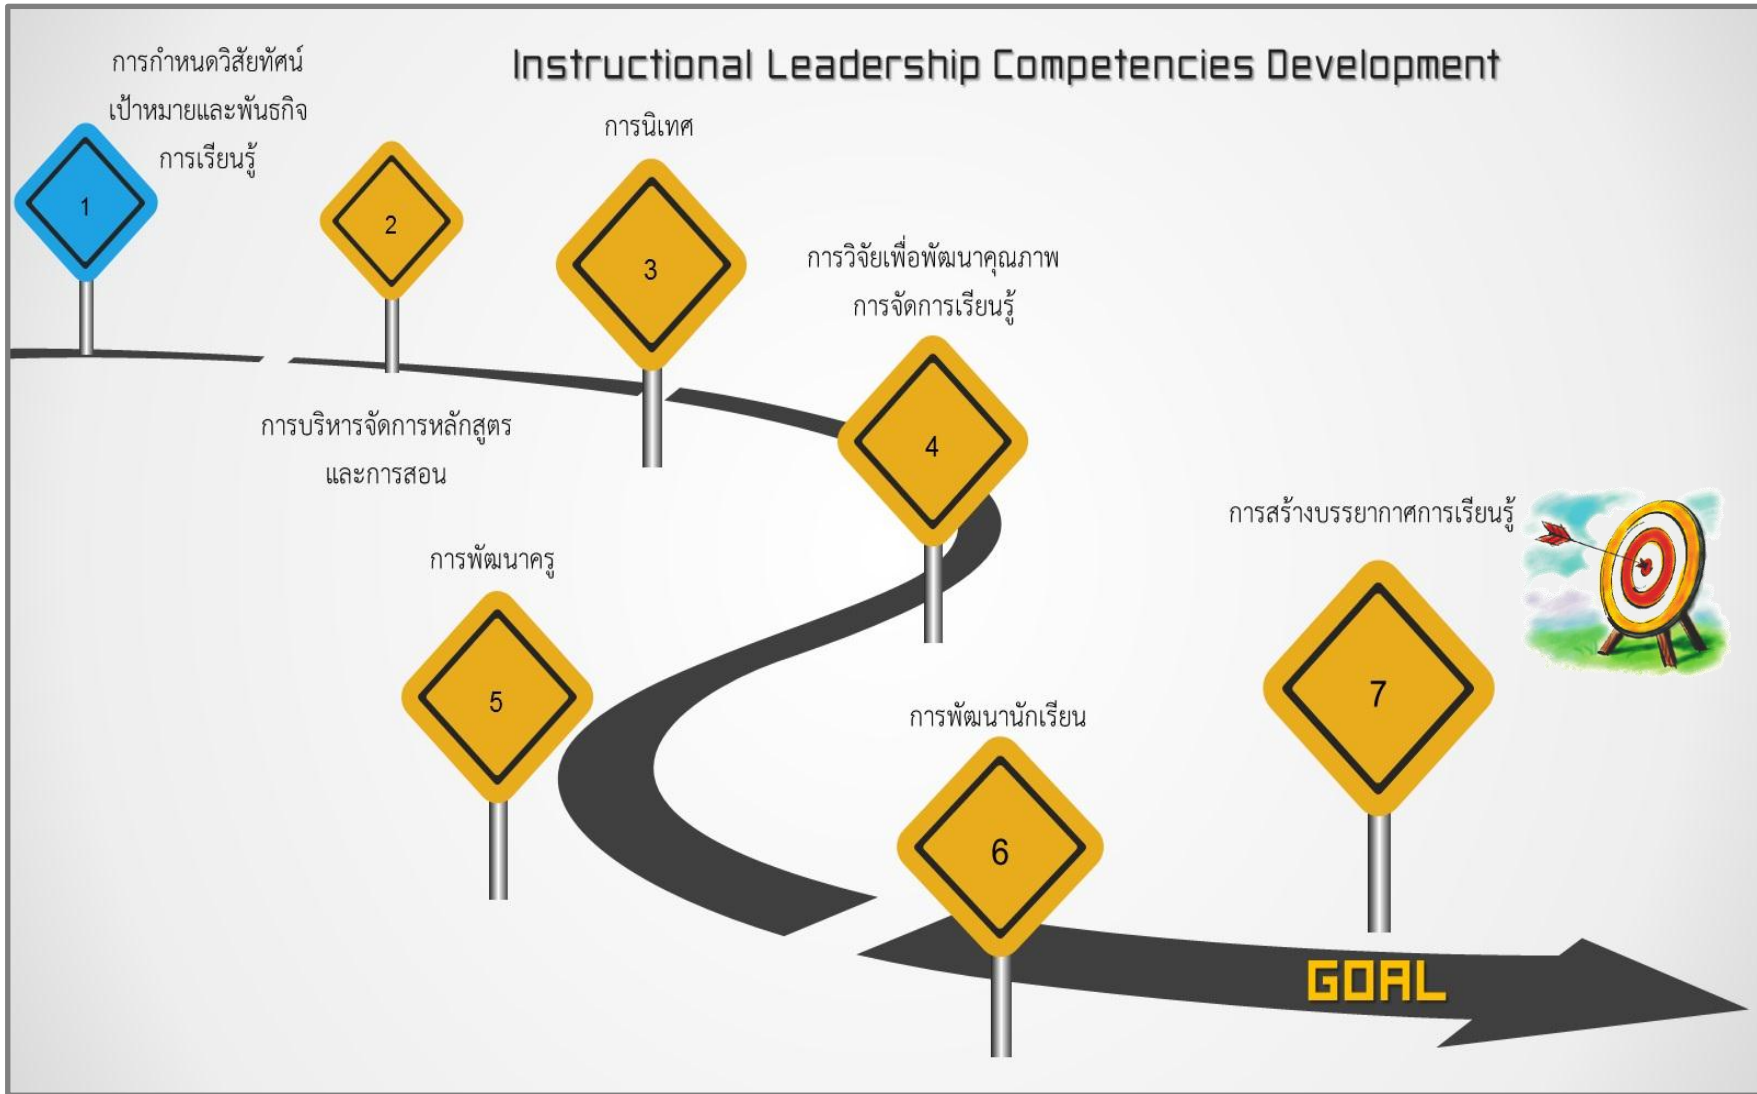 Instructional Leadership Competencies Development
การกำหนดวิสัยทัศน์
เป้าหมายและพันธกิจ
การเรียนรู้
1
2
การบริหารจัดการหลักสูตร
และการสอน
การนิเทศ
3
การวิจัยเพื่อพัฒนาคุณภาพ
การจัดการเรียนรู้
4
การพัฒนาครู
5
การพัฒนานักเรียน
6
การสร้างบรรยากาศการเรียนรู้
7
GOAL